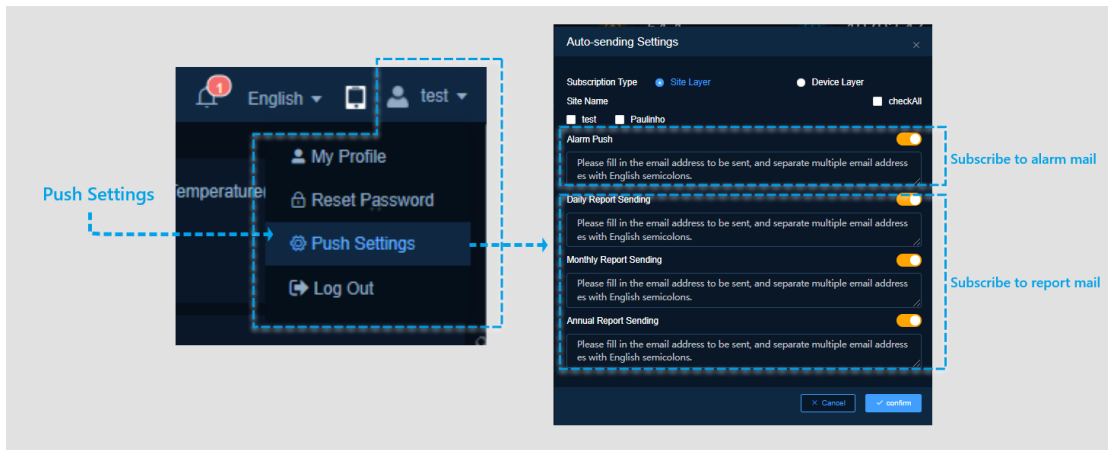 1
English
test
My Profile
Reset Password
Push Settings
Log Out
Push Settings
Auto-sending Settings
Subscription Type Site Layer Device Layer
Site Name checkAll
test Paulinho
Alarm Push
Please fill in the email address to be sent, and separate multiple email address
es with English semicolons.
Subscribe to alarm mail
Daily Report Sending
Please fill in the email address to be sent, and separate multiple email address
es with English semicolons.
Monthly Report Sending
Please fill in the email address to be sent, and separate multiple email address
es with English semicolons.
Subscribe to report mail
Annual Report Sending
Please fill in the email address to be sent, and separate multiple email address
es with English semicolons.
Cancel confirm